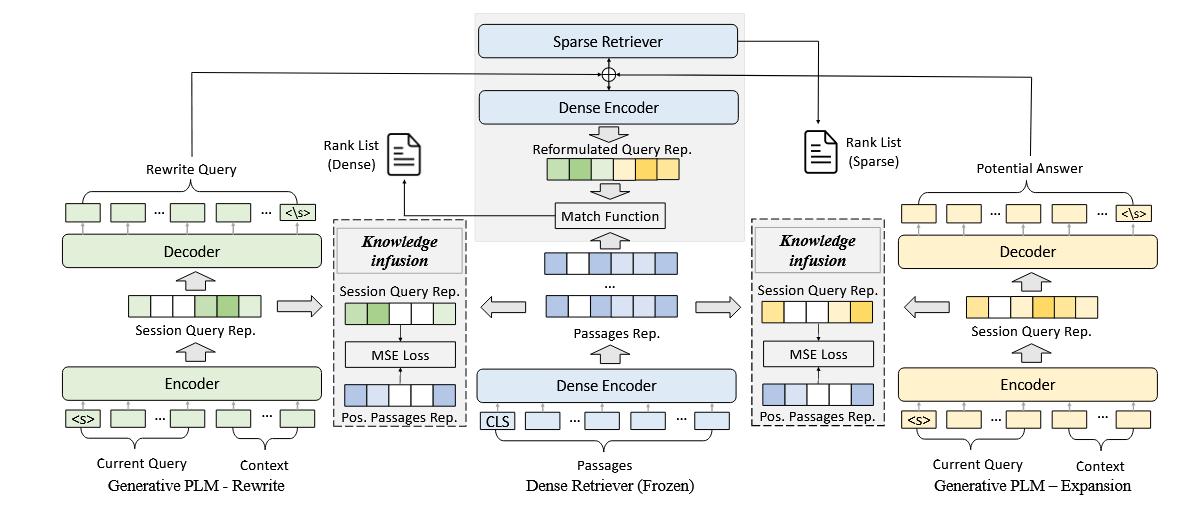 Sparse Retriever
Dense Encoder
Reformulated Query Rep.
Match Function
Rank List
(Dense)
Rank List
(Sparse)
Rewrite Query
... ... <\s>
Decoder
Session Query Rep.
Encoder
<s> ... ...
Current Query
Context
Generative PLM - Rewrite
Knowledge
infusion
Session Query Rep.
MSE Loss
Pos. Passages Rep.
...
Passages Rep.
Dense Encoder
CLS ... ...
Passages
Dense Retriever (Frozen)
Knowledge
infusion
Session Query Rep.
MSE Loss
Pos. Passages Rep.
Potential Answer
... ... <\s>
Decoder
Session Query Rep.
Encoder
<s> ... ...
Current Query
Context
Generative PLM – Expansion